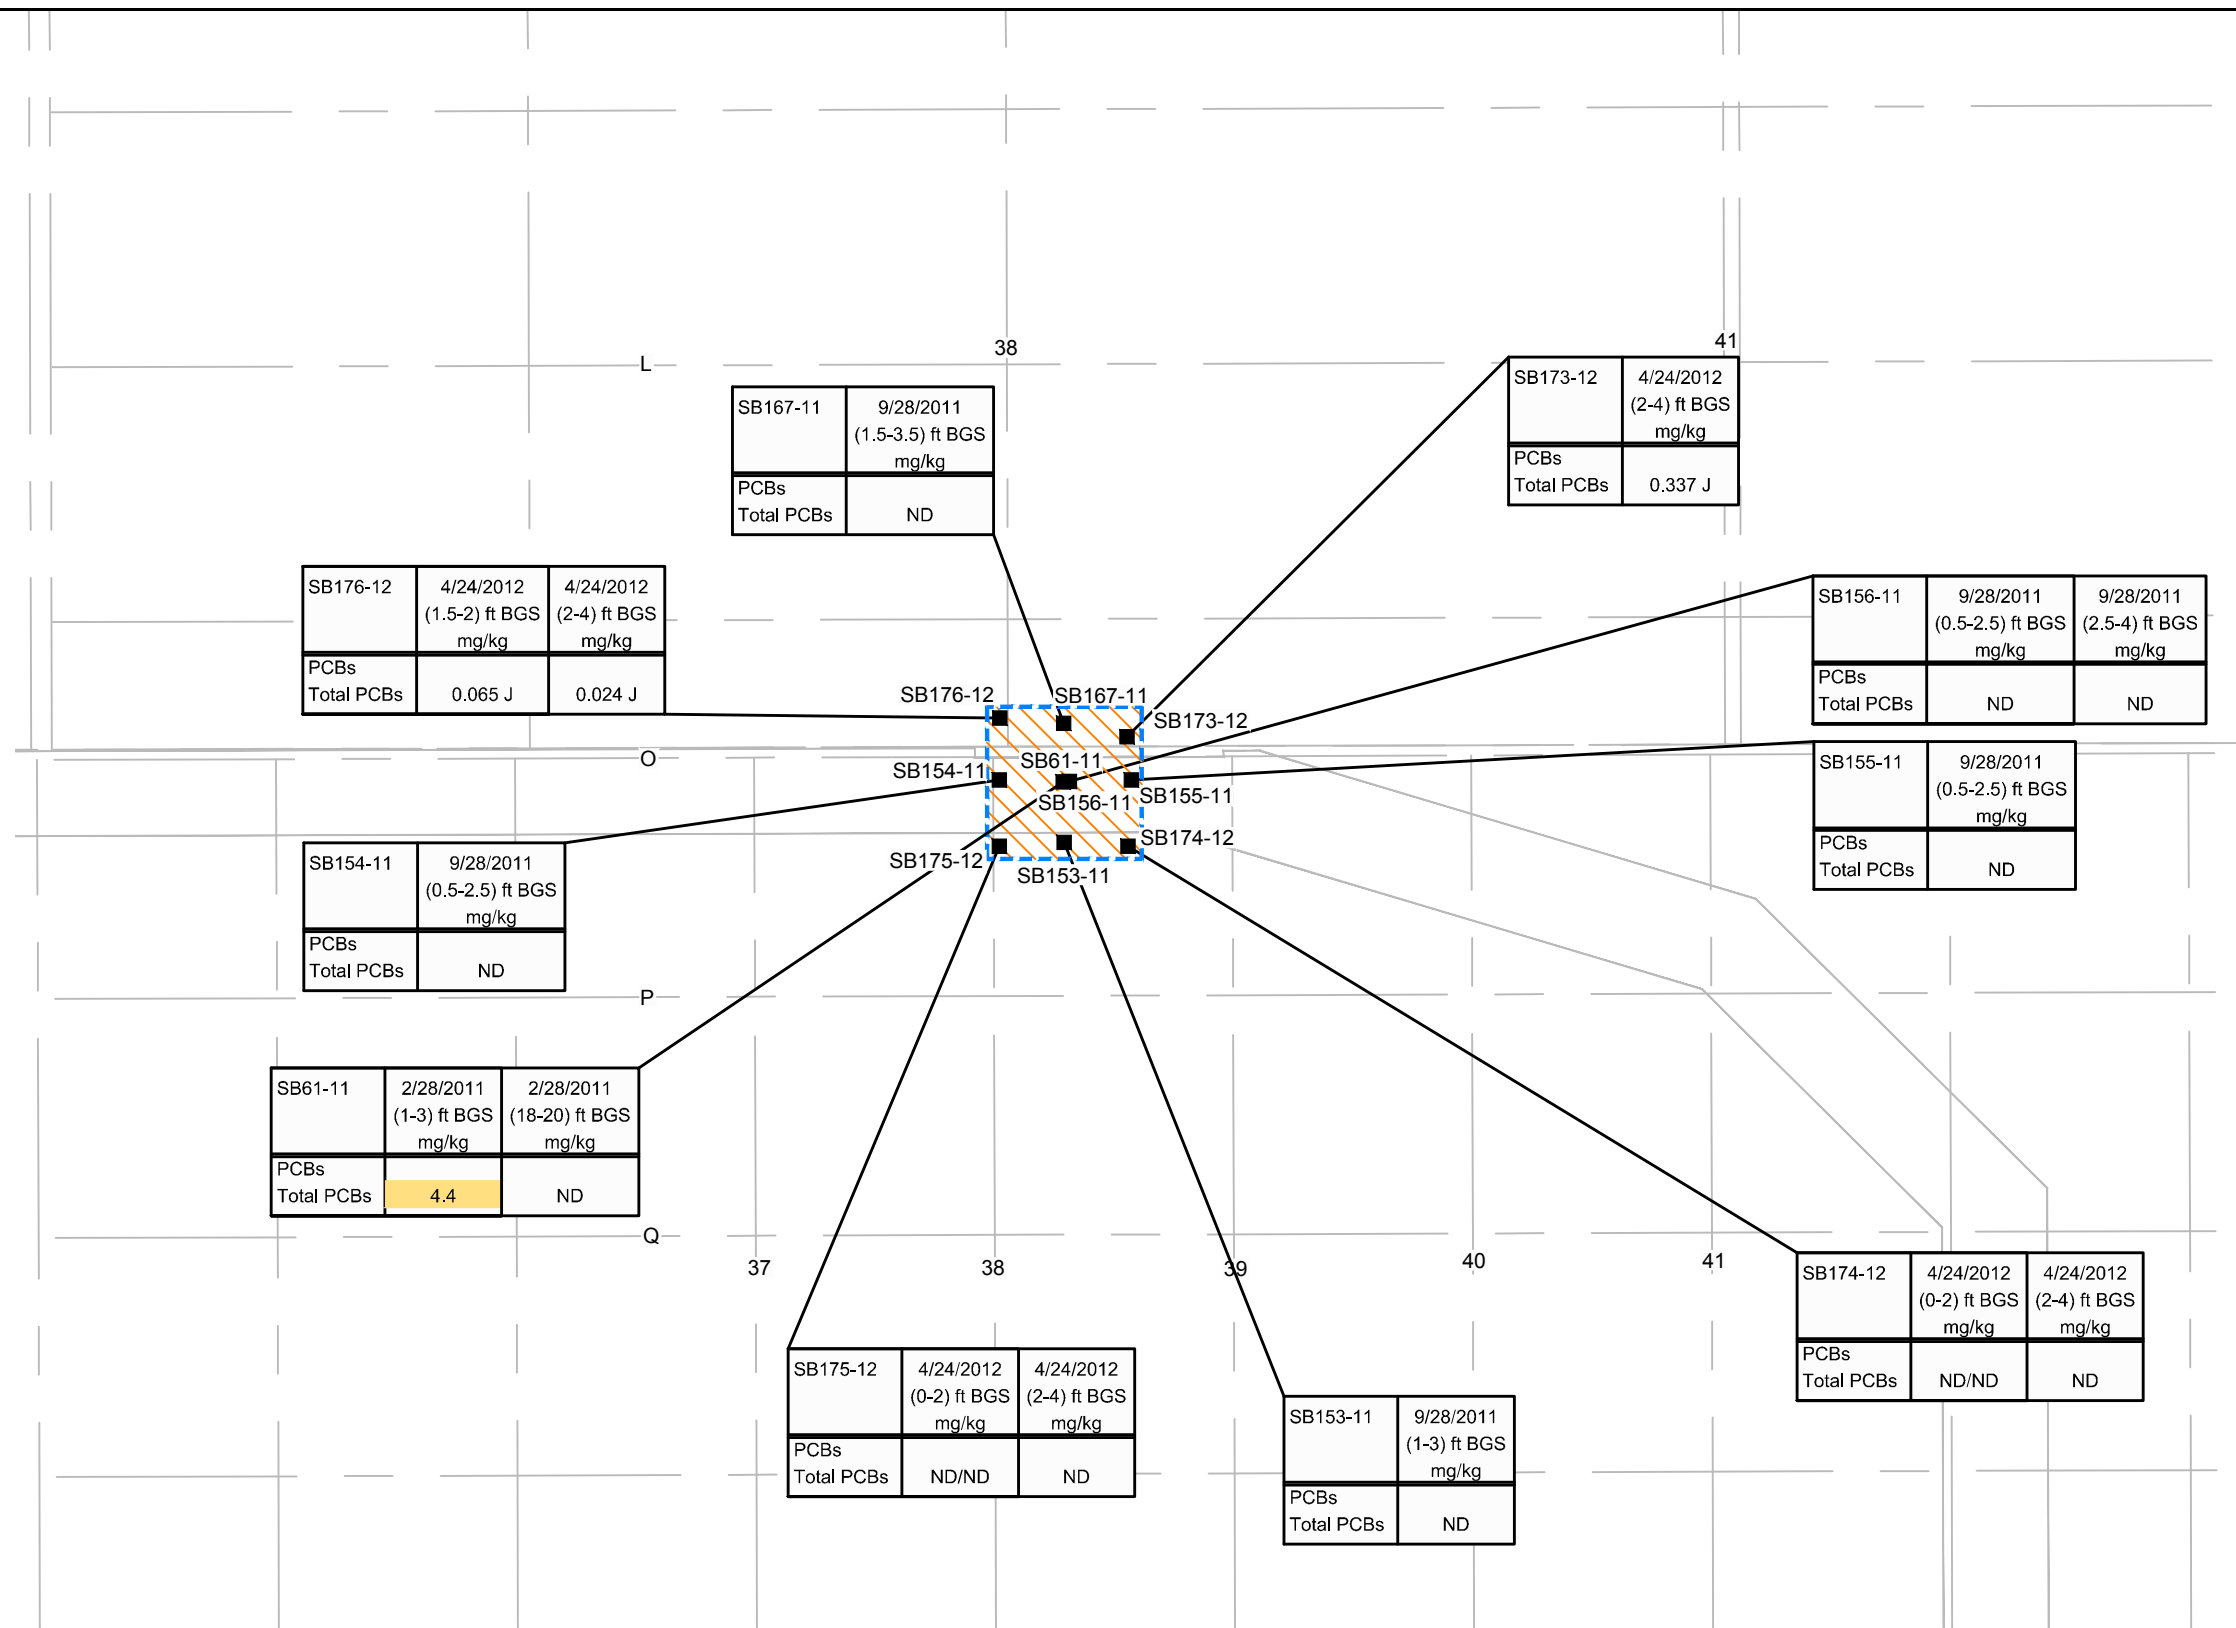 38
41
L
SB167-11 9/28/2011
(1.5-3.5) ft BGS
mg/kg
PCBs
Total PCBs ND
SB173-12 4/24/2012
(2-4) ft BGS
mg/kg
PCBs
Total PCBs 0.337 J
SB176-12 4/24/2012 4/24/2012
(1.5-2) ft BGS (2-4) ft BGS
mg/kg mg/kg
PCBs
Total PCBs 0.065 J 0.024 J
SB156-11 9/28/2011 9/28/2011
(0.5-2.5) ft BGS (2.5-4) ft BGS
mg/kg mg/kg
PCBs
Total PCBs ND ND
SB176-12 SB167-11
SB173-12
O
SB61-11
SB154-11
SB155-11
SB156-11
SB174-12
SB175-12
SB153-11
SB155-11 9/28/2011
(0.5-2.5) ft BGS
mg/kg
PCBs
Total PCBs ND
SB154-11 9/28/2011
(0.5-2.5) ft BGS
mg/kg
PCBs
Total PCBs ND
P
SB61-11 2/28/2011 2/28/2011
(1-3) ft BGS (18-20) ft BGS
mg/kg mg/kg
PCBs
Total PCBs 4.4 ND
Q
37 38 39 40 41
SB174-12 4/24/2012 4/24/2012
(0-2) ft BGS (2-4) ft BGS
mg/kg mg/kg
PCBs
Total PCBs ND/ND ND
SB175-12 4/24/2012 4/24/2012
(0-2) ft BGS (2-4) ft BGS
mg/kg mg/kg
PCBs
Total PCBs ND/ND ND
SB153-11 9/28/2011
(1-3) ft BGS
mg/kg
PCBs
Total PCBs ND